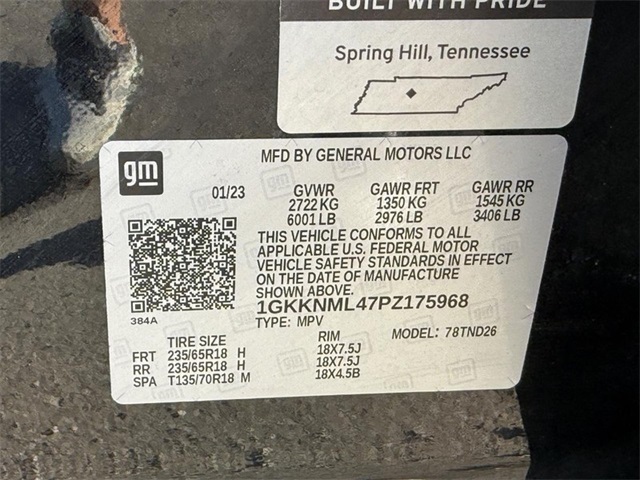 BUILT WITH PRIDE
Spring Hill, Tennessee
gm
MFD BY GENERAL MOTORS LLC
01/23 GVWR GAWR FRT GAWR RR
2722 KG 1350 KG 1545 KG
6001 LB 2976 LB 3406 LB
THIS VEHICLE CONFORMS TO ALL
APPLICABLE U.S. FEDERAL MOTOR
VEHICLE SAFETY STANDARDS IN EFFECT
ON THE DATE OF MANUFACTURE
SHOWN ABOVE.
1GKKNML47PZ175968
384A
TYPE: MPV MODEL: 78TND26
TIRE SIZE RIM
FRT 235/65R18 H 18X7.5J
RR 235/65R18 H 18X7.5J
SPA T135/70R18 M 18X4.5B